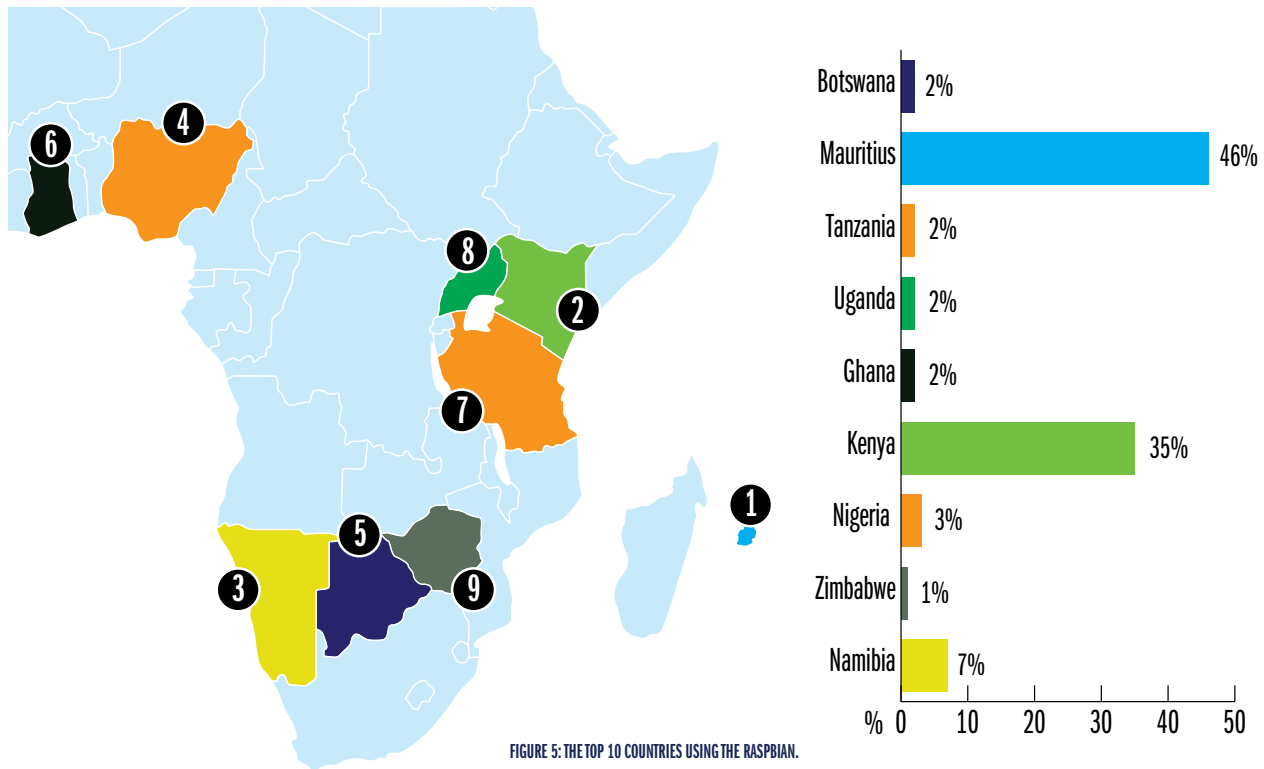 6
4
8
2
7
1
5
3
9
Botswana 2%
Mauritius 46%
Tanzania 2%
Uganda 2%
Ghana 2%
Kenya 35%
Nigeria 3%
Zimbabwe 1%
Namibia 7%
% 0 10 20 30 40 50
FIGURE 5: THE TOP 10 COUNTRIES USING THE RASPBIAN.